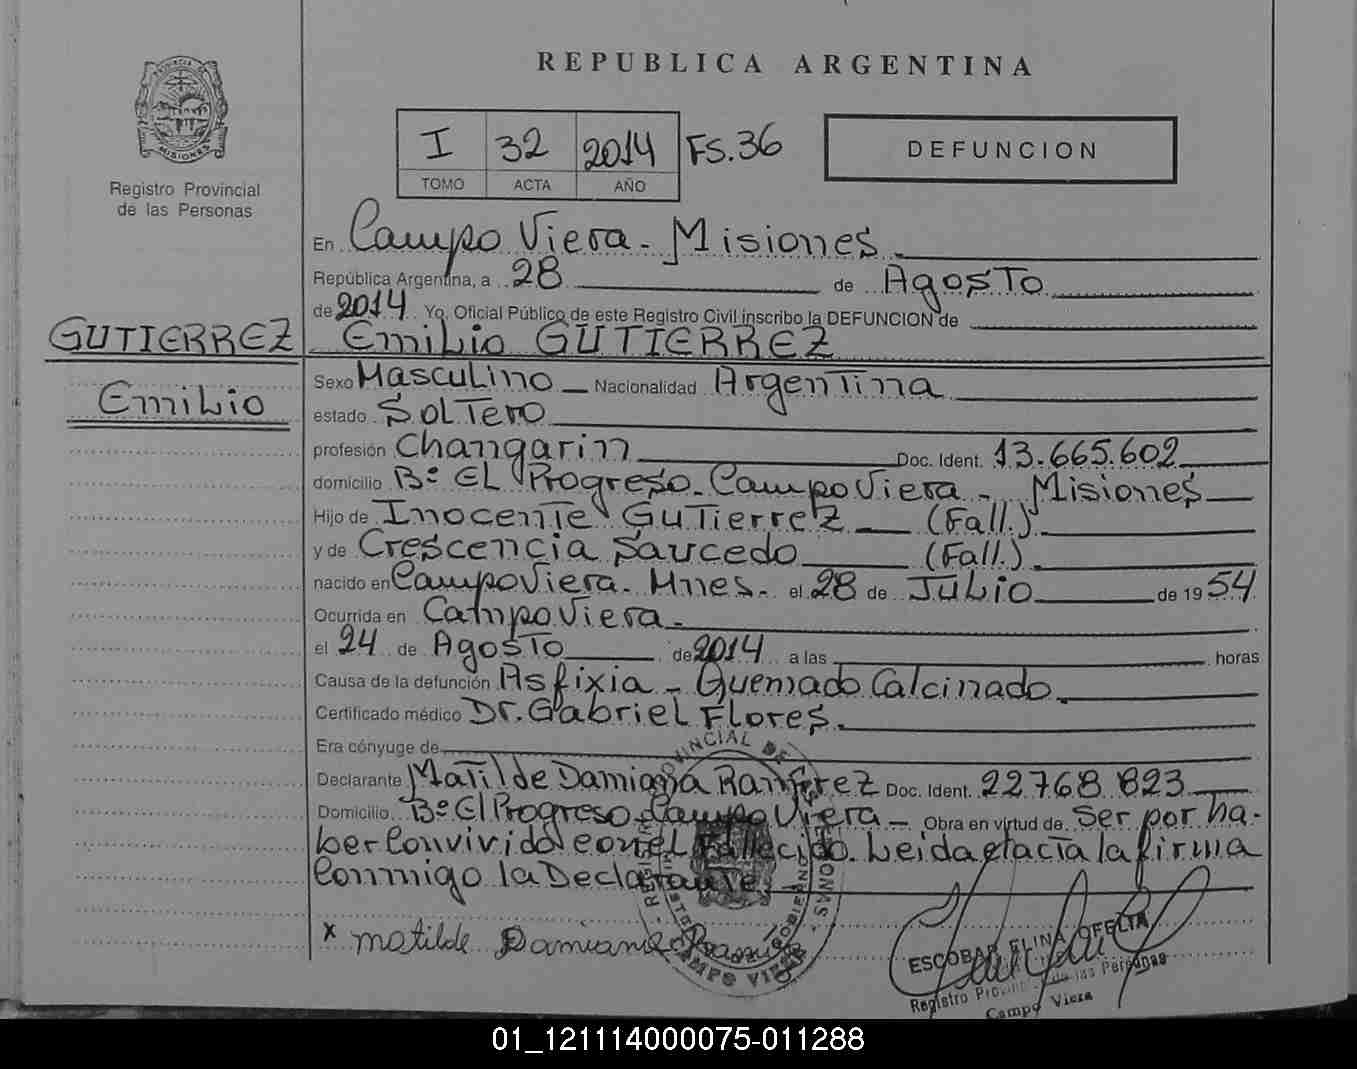 REPUBLICA ARGENTINA
PROVINCIA DE
MISIONES
Registro Provincial
de las Personas
I 32 2014 FS.36
TOMO ACTA AÑO
DEFUNCION
En Campo Viera - Misiones
República Argentina, a 28 de Agosto
de 2014 Yo, Oficial Público de este Registro Civil inscribo la DEFUNCION de
GUTIERREZ Emilio GUTIERREZ
Emilio
Sexo Masculino Nacionalidad Argentina
estado Soltero
profesión Changarin Doc. Ident. 13.665.602
domicilio Bº EL Progreso - Campo Viera - Misiones
Hijo de Inocente Gutierrez (Fall.)
y de Crescencia Saucedo (Fall.)
nacido en Campo Viera - Mnes. el 28 de Julio de 1954
Ocurrida en Campo Viera.
el 24 de Agosto de 2014 a las horas
Causa de la defunción Asfixia - Quemado Calcinado
Certificado médico Dr. Gabriel Flores
Era cónyuge de
Declarante Matilde Damiana Ramirez Doc. Ident. 22.768.823
Domicilio Bº El Progreso - Campo Viera - Obra en virtud de Ser por ha-
ber convivido con el Fallecido. Leida el acta la firma
conmigo la Declarante
x Matilde Damiana Ramirez
ESCOBAR ELINA OFELIA
Registro Provincial de las Personas
Campo Viera
01_121114000075-011288